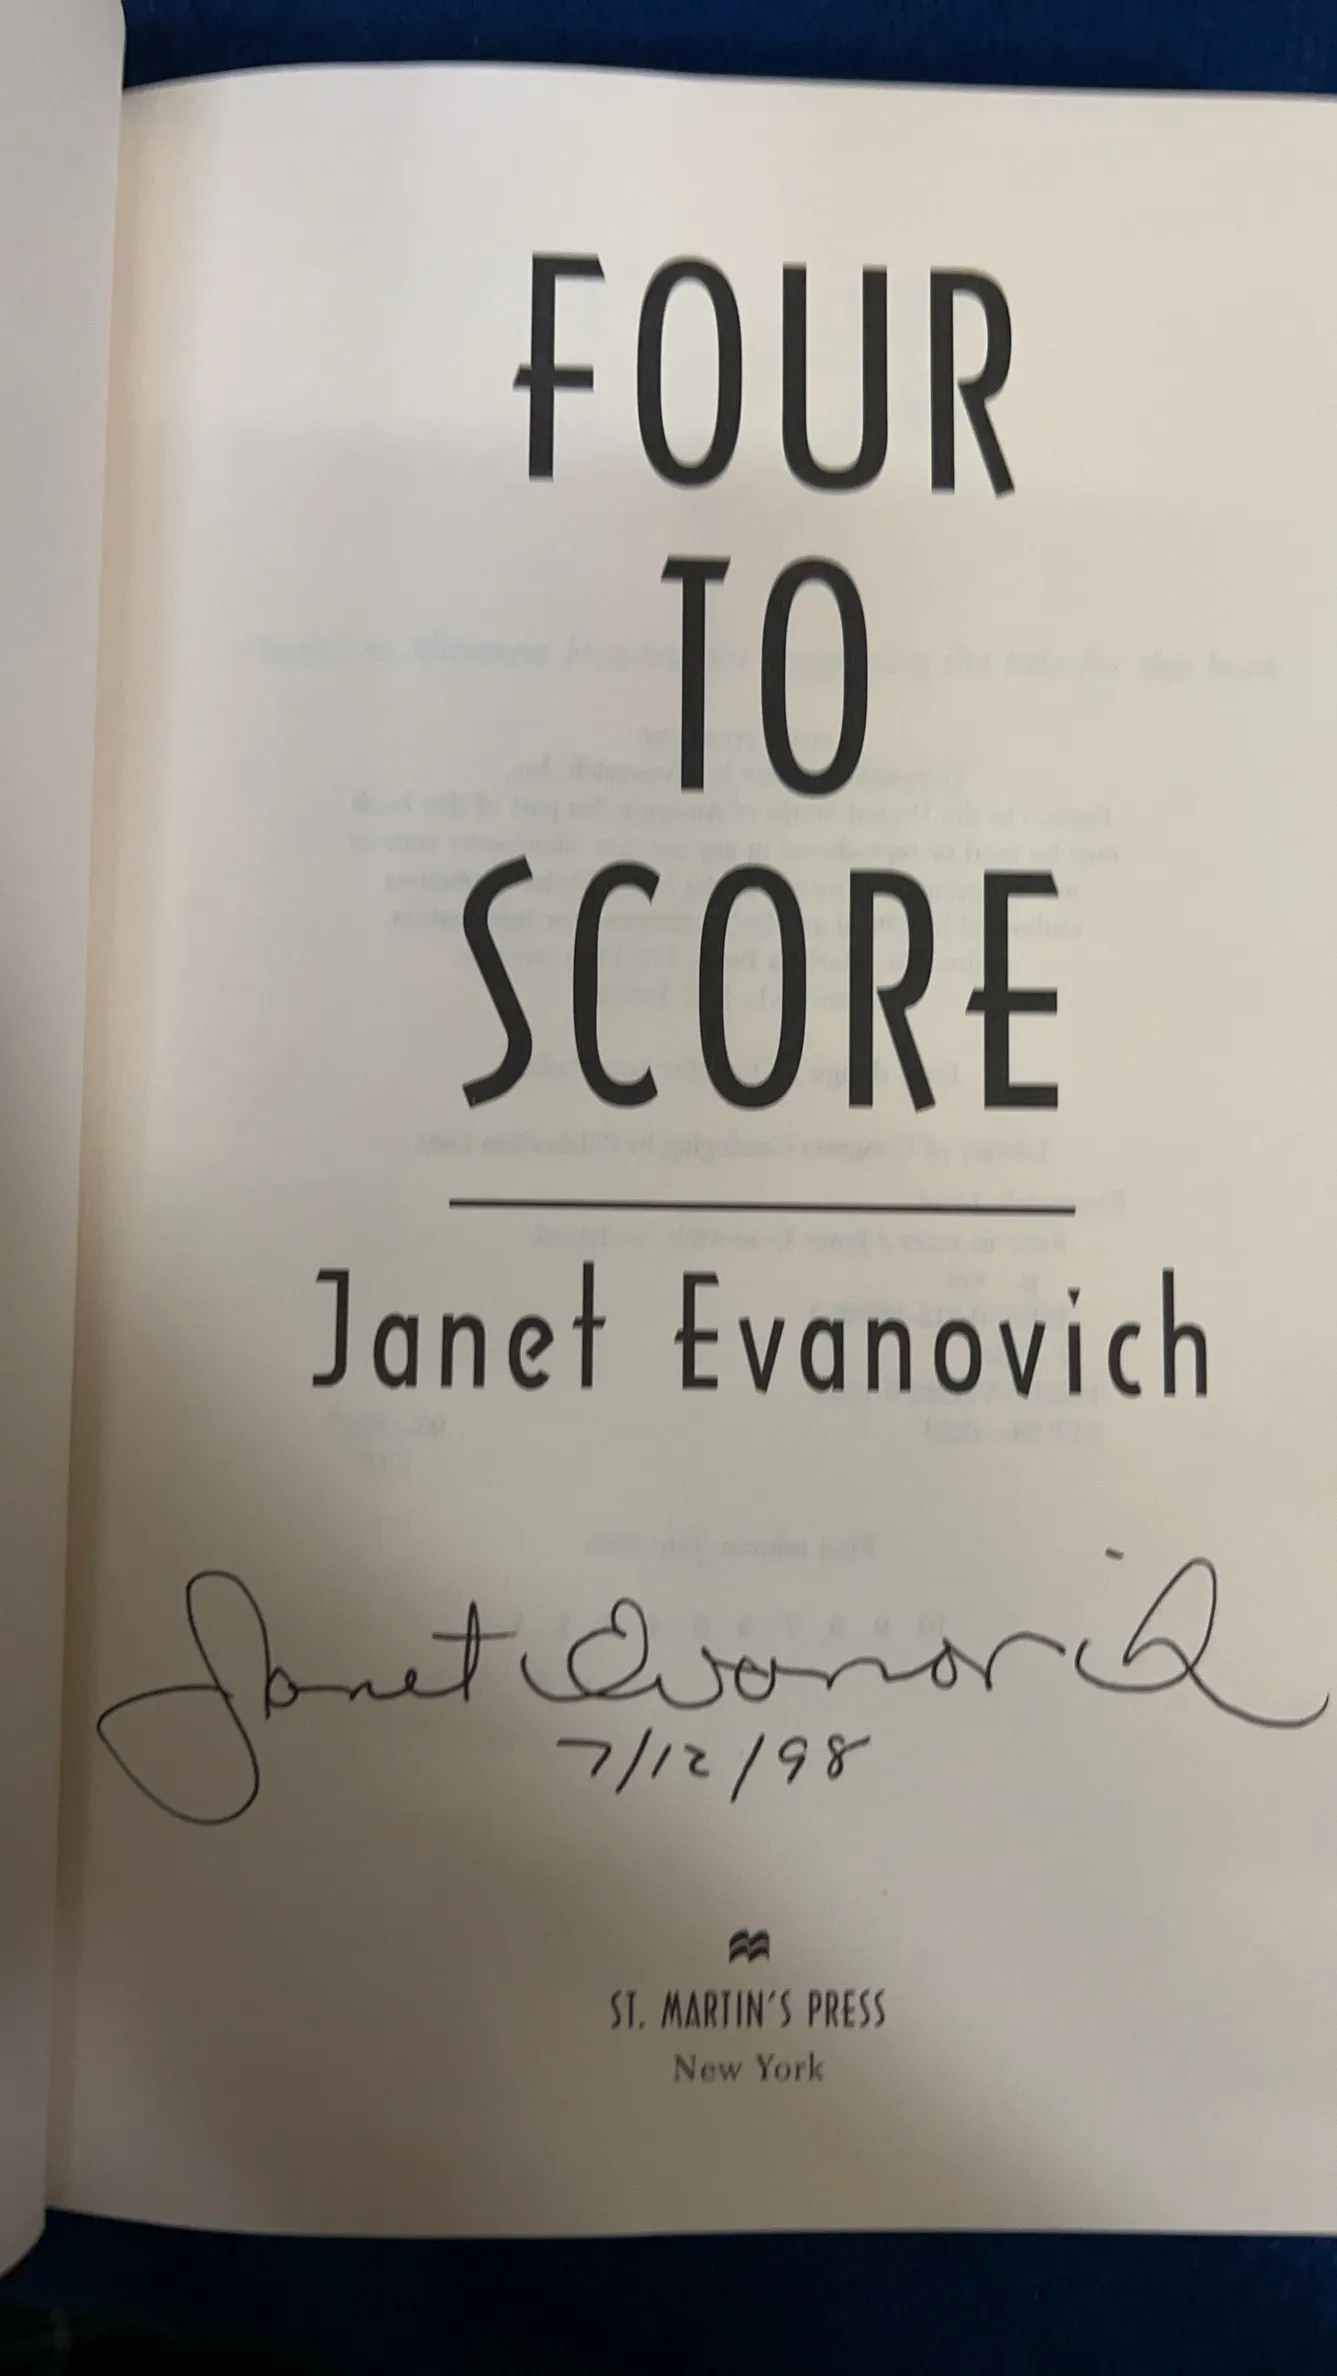 FOUR
TO
SCORE
Janet Evanovich
Janet Evanovich
7/12/98
ST. MARTIN'S PRESS
New York